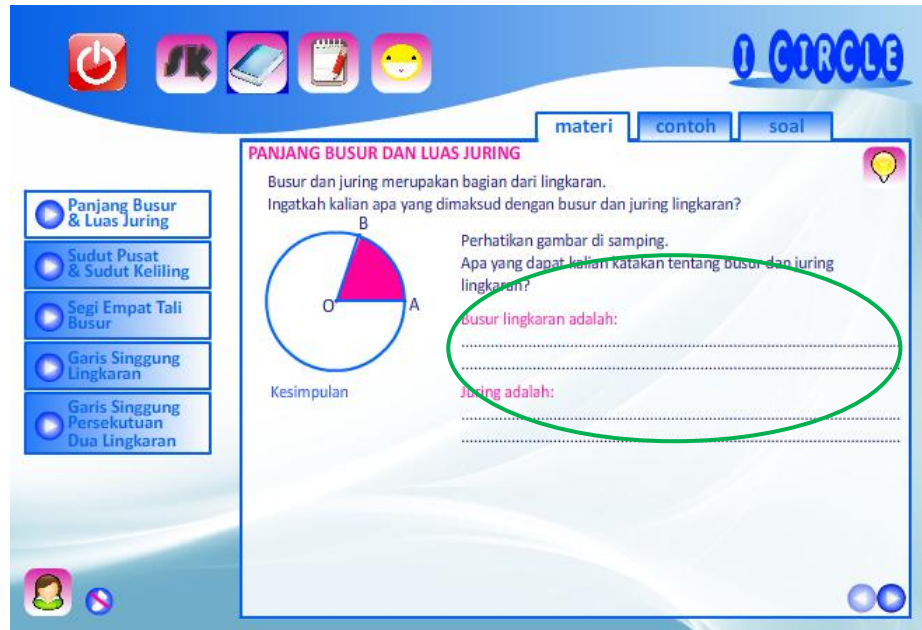 SK
I CIRCLE
materi
contoh
soal
PANJANG BUSUR DAN LUAS JURING
Busur dan juring merupakan bagian dari lingkaran.
Ingatkah kalian apa yang dimaksud dengan busur dan juring lingkaran?
Panjang Busur
& Luas Juring
Sudut Pusat
& Sudut Keliling
Segi Empat Tali
Busur
Garis Singgung
Lingkaran
Garis Singgung
Persekutuan
Dua Lingkaran
B
O
A
Kesimpulan
Perhatikan gambar di samping.
Apa yang dapat kalian katakan tentang busur dan juring
lingkaran?
Busur lingkaran adalah:
Juring adalah: